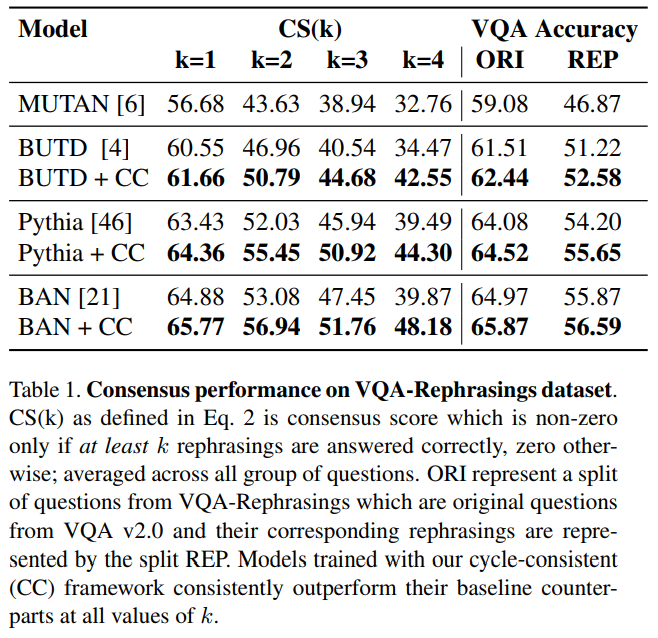 Model CS(k) VQA Accuracy
k=1 k=2 k=3 k=4 ORI REP
MUTAN [6] 56.68 43.63 38.94 32.76 59.08 46.87
BUTD [4] 60.55 46.96 40.54 34.47 61.51 51.22
BUTD + CC 61.66 50.79 44.68 42.55 62.44 52.58
Pythia [46] 63.43 52.03 45.94 39.49 64.08 54.20
Pythia + CC 64.36 55.45 50.92 44.30 64.52 55.65
BAN [21] 64.88 53.08 47.45 39.87 64.97 55.87
BAN + CC 65.77 56.94 51.76 48.18 65.87 56.59
Table 1. Consensus performance on VQA-Rephrasings dataset.
CS(k) as defined in Eq. 2 is consensus score which is non-zero
only if at least k rephrasings are answered correctly, zero other-
wise; averaged across all group of questions. ORI represent a split
of questions from VQA-Rephrasings which are original questions
from VQA v2.0 and their corresponding rephrasings are repre-
sented by the split REP. Models trained with our cycle-consistent
(CC) framework consistently outperform their baseline counter-
parts at all values of k.